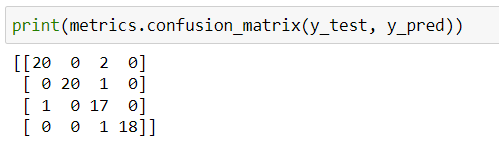 print(metrics.confusion_matrix(y_test, y_pred))
[[20  0  2  0]
 [ 0 20  1  0]
 [ 1  0 17  0]
 [ 0  0  1 18]]